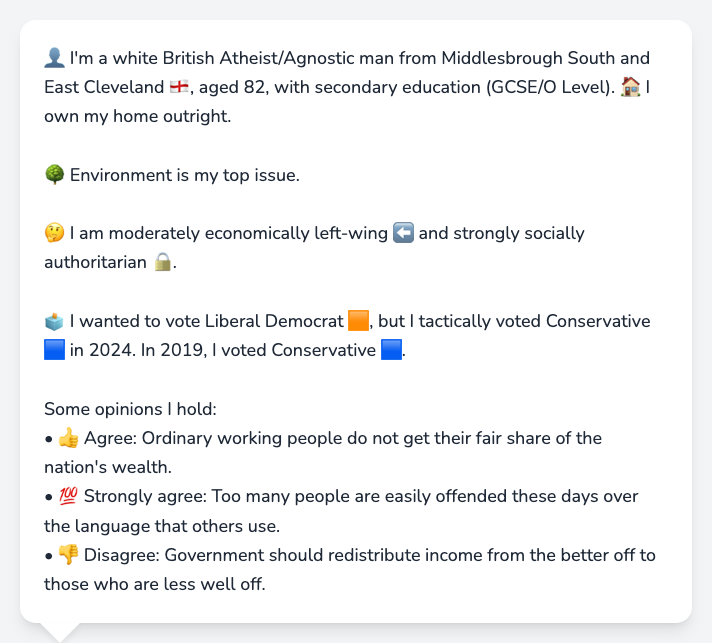 👤 I'm a white British Atheist/Agnostic man from Middlesbrough South and
East Cleveland 🏴󠁧󠁢󠁥󠁮󠁧󠁿, aged 82, with secondary education (GCSE/O Level). 🏠 I
own my home outright.
🌳 Environment is my top issue.
🤔 I am moderately economically left-wing ⬅️ and strongly socially
authoritarian 🔒.
🗳️ I wanted to vote Liberal Democrat 🟧, but I tactically voted Conservative
🟦 in 2024. In 2019, I voted Conservative 🟦.
Some opinions I hold:
• 👍 Agree: Ordinary working people do not get their fair share of the
nation's wealth.
• 💯 Strongly agree: Too many people are easily offended these days over
the language that others use.
• 👎 Disagree: Government should redistribute income from the better off to
those who are less well off.